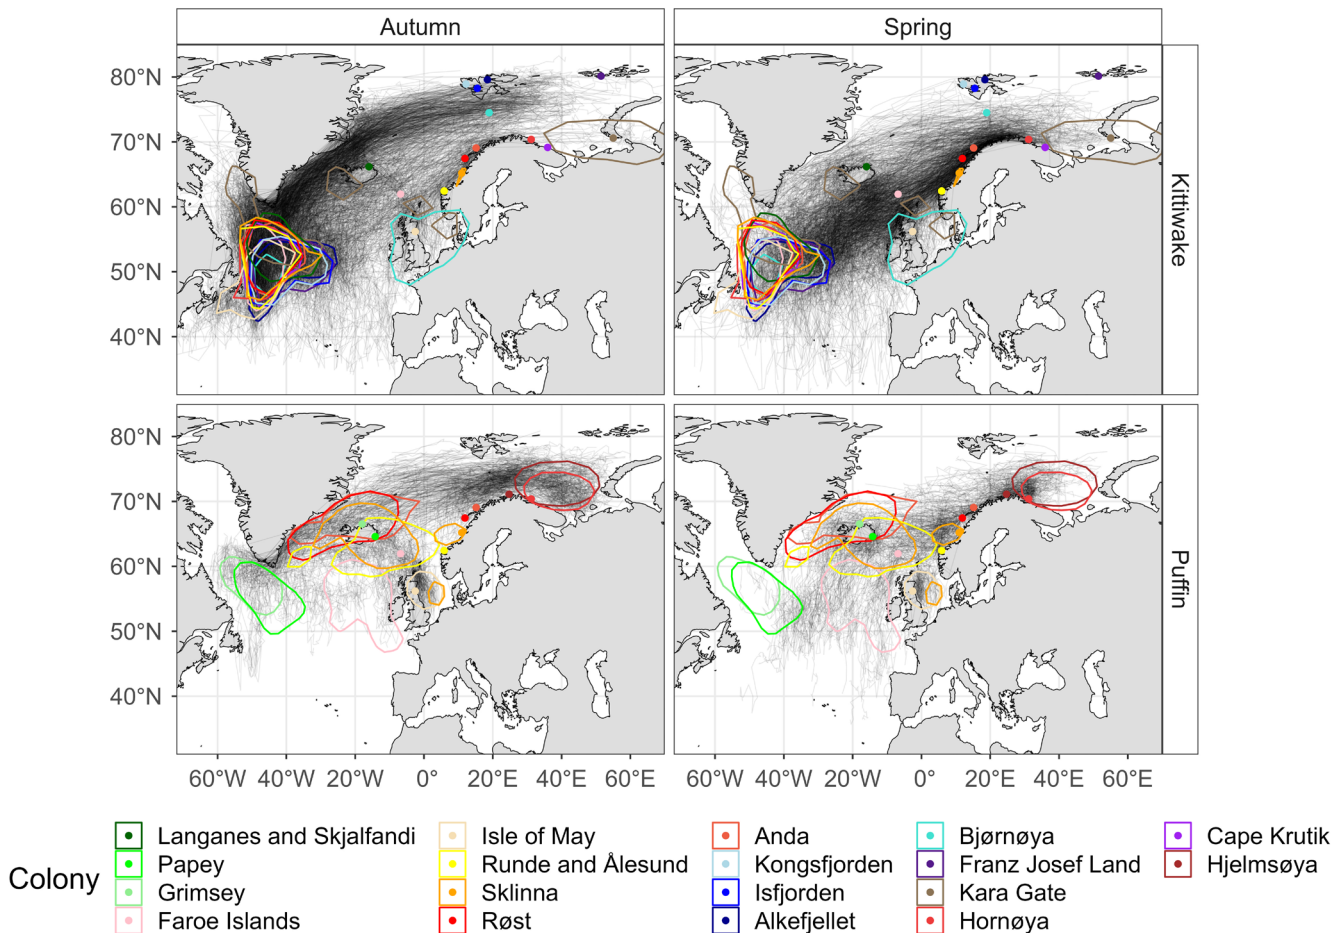 Autumn
Spring
80°N
70°N
60°N
50°N
40°N
Kittiwake
80°N
70°N
60°N
50°N
40°N
Puffin
60°W 40°W 20°W 0° 20°E 40°E 60°E
60°W 40°W 20°W 0° 20°E 40°E 60°E
Colony
Langanes and Skjalfandi
Papey
Grimsey
Faroe Islands
Isle of May
Runde and Ålesund
Sklinna
Røst
Anda
Kongsfjorden
Isfjorden
Alkefjellet
Bjørnøya
Franz Josef Land
Kara Gate
Hornøya
Cape Krutik
Hjelmsøya